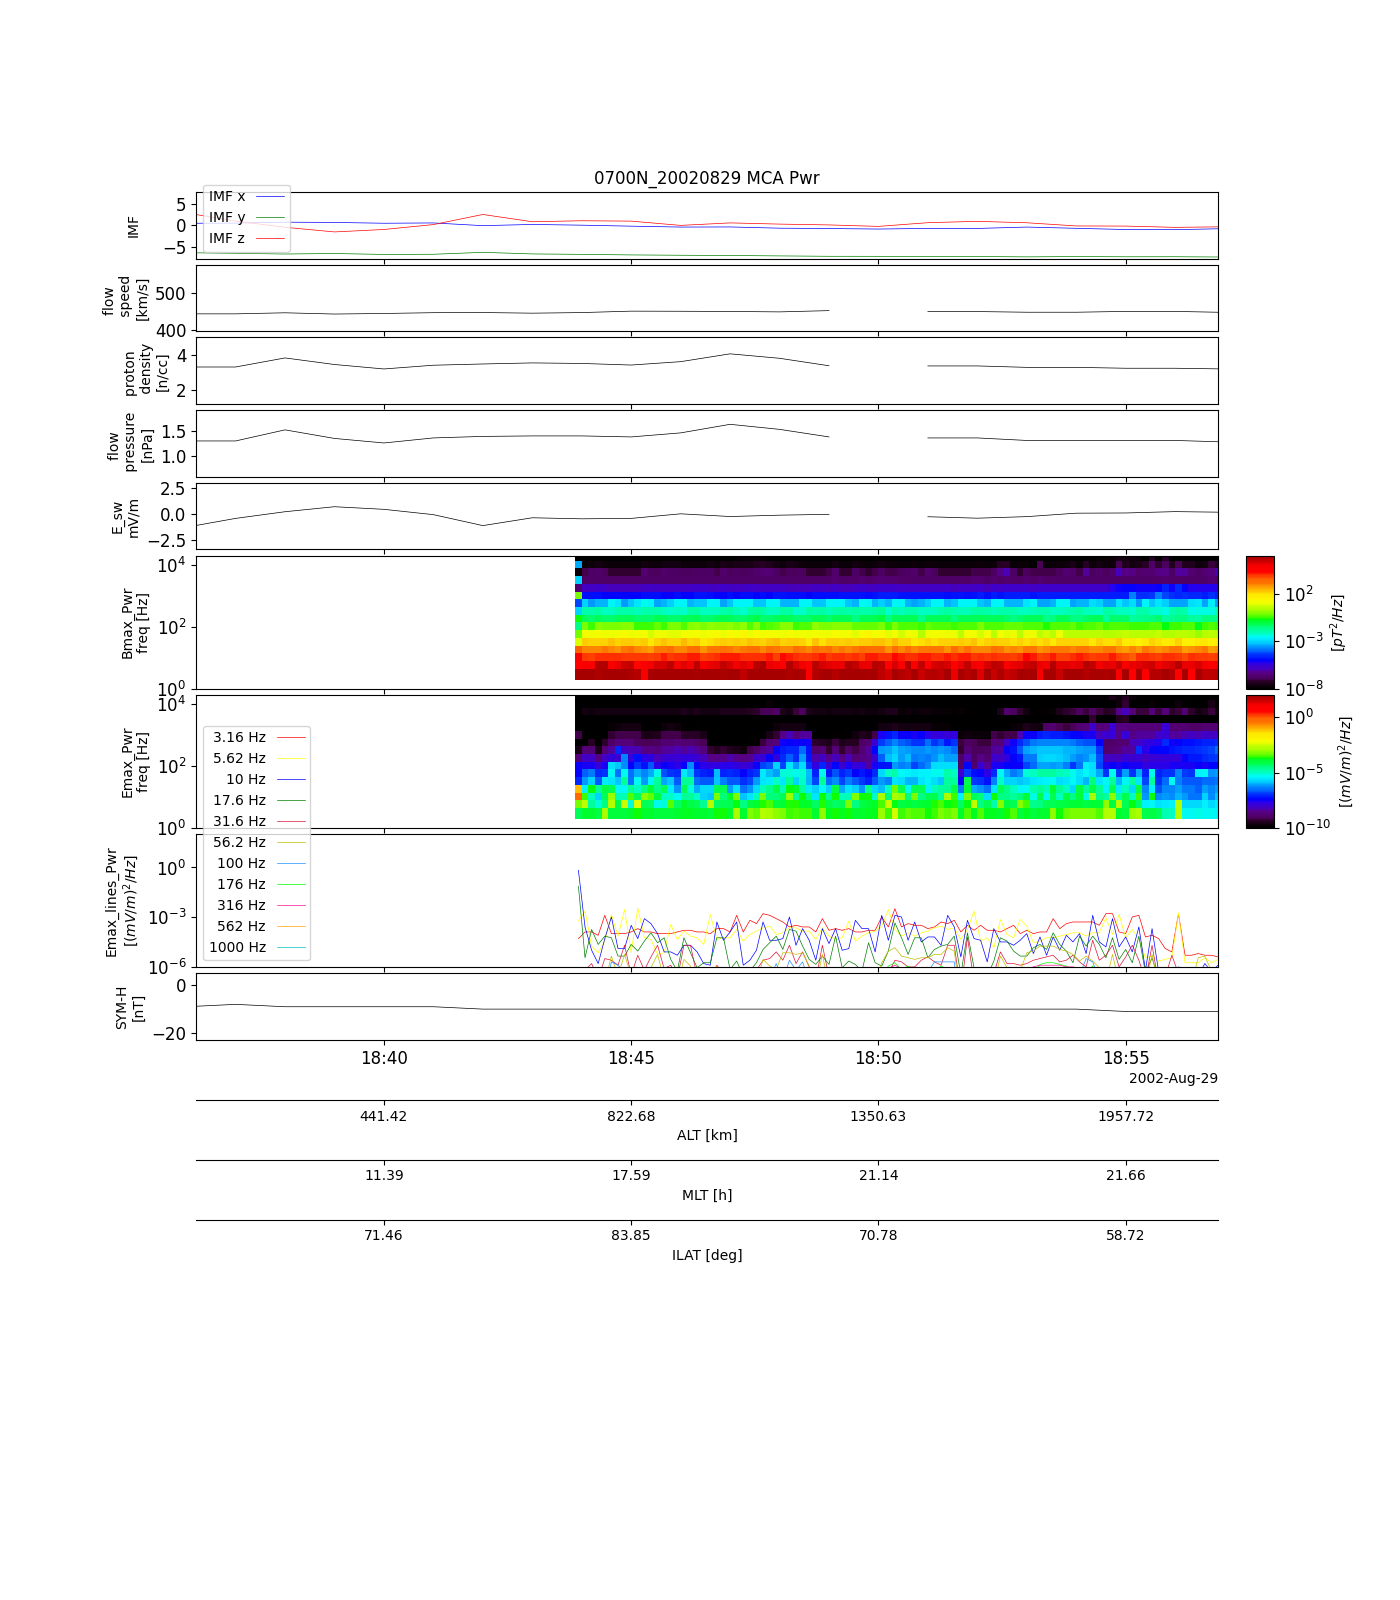 0700N_20020829 MCA Pwr
IMF
5
0
−5
IMF x
IMF y
IMF z
flow
speed
[km/s]
500
400
proton
density
[n/cc]
4
2
flow
pressure
[nPa]
1.5
1.0
E_sw
mV/m
2.5
0.0
−2.5
Bmax_Pwr
freq [Hz]
10^4
10^2
10^0
10^2
10^−3
10^−8
[pT^2/Hz]
Emax_Pwr
freq [Hz]
10^4
10^2
10^0
10^0
10^−5
10^−10
[(mV/m)^2/Hz]
3.16 Hz
5.62 Hz
10 Hz
17.6 Hz
31.6 Hz
56.2 Hz
100 Hz
176 Hz
316 Hz
562 Hz
1000 Hz
Emax_lines_Pwr
[(mV/m)^2/Hz]
10^0
10^−3
10^−6
SYM-H
[nT]
0
−20
18:40 18:45 18:50 18:55
2002-Aug-29
441.42 822.68 1350.63 1957.72
ALT [km]
11.39 17.59 21.14 21.66
MLT [h]
71.46 83.85 70.78 58.72
ILAT [deg]